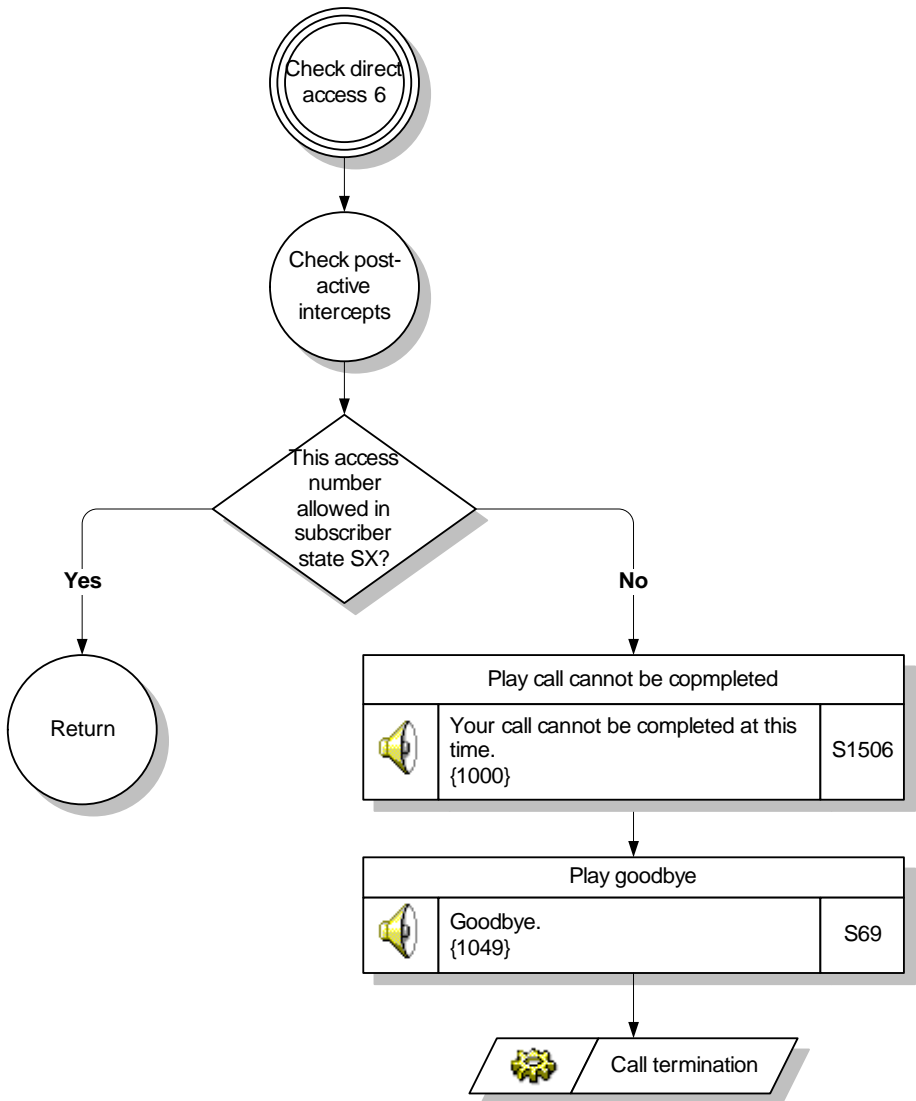 Check direct
access 6
Check post-
active
intercepts
This access
number
allowed in
subscriber
state SX?
Yes
No
Return
Play call cannot be copmpleted
Your call cannot be completed at this
time.
{1000}
S1506
Play goodbye
Goodbye.
{1049}
S69
Call termination